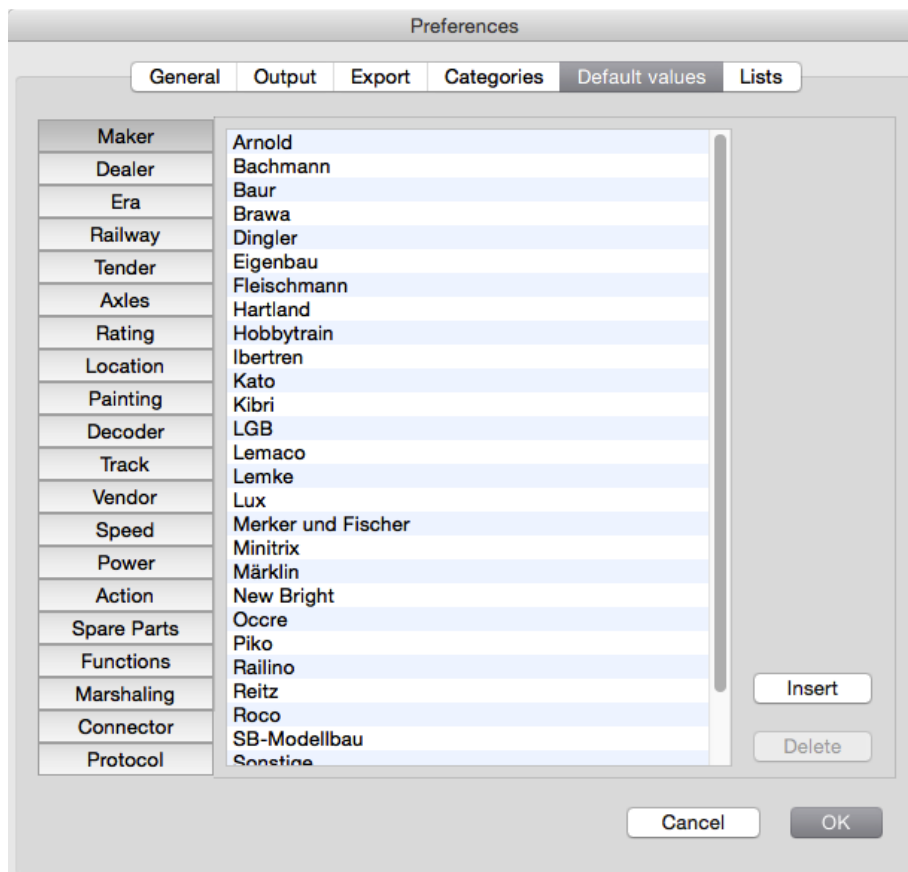 Preferences
General Output Export Categories Default values Lists
Maker
Dealer
Era
Railway
Tender
Axles
Rating
Location
Painting
Decoder
Track
Vendor
Speed
Power
Action
Spare Parts
Functions
Marshaling
Connector
Protocol
Arnold
Bachmann
Baur
Brawa
Dingler
Eigenbau
Fleischmann
Hartland
Hobbytrain
Ibertren
Kato
Kibri
LGB
Lemaco
Lemke
Lux
Merker und Fischer
Minitrix
Märklin
New Bright
Occre
Piko
Railino
Reitz
Roco
SB-Modellbau
Sonstige
Insert
Delete
Cancel OK